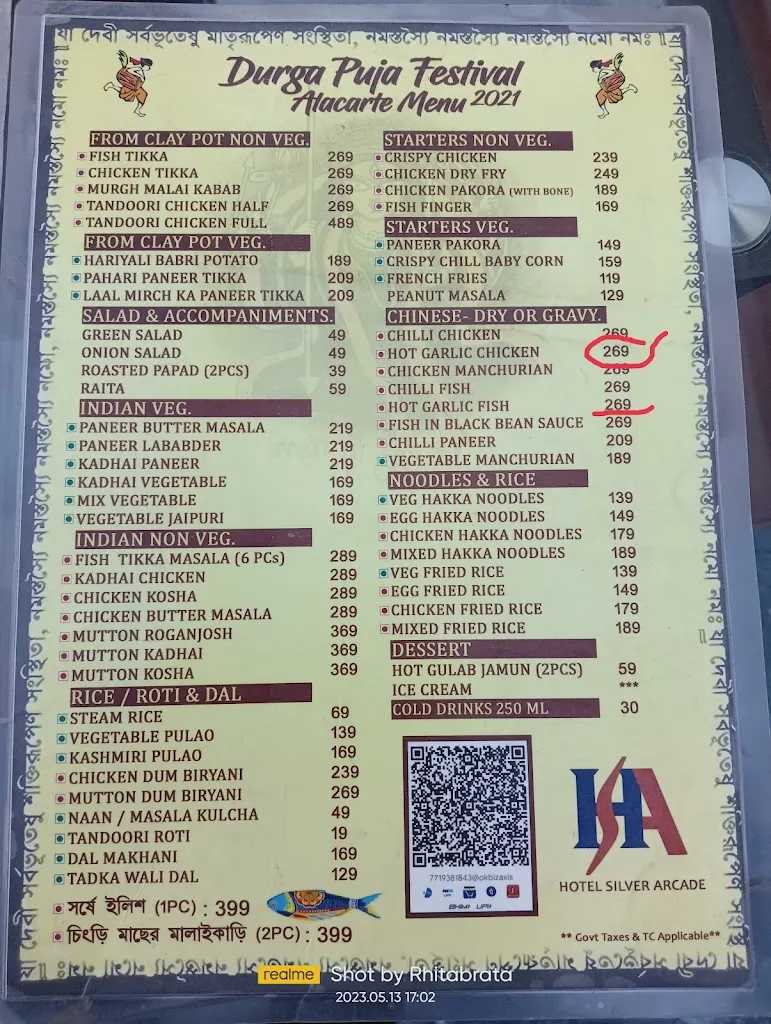 যা দেবী সর্বভূতেষু মাতৃরূপেণ সংস্থিতা, নমস্তস্যৈ নমস্তস্যৈ নমস্তস্যৈ নমো নমঃ ॥
Durga Puja Festival
Alacarte Menu 2021
FROM CLAY POT NON VEG.
FISH TIKKA 269
CHICKEN TIKKA 269
MURGH MALAI KABAB 269
TANDOORI CHICKEN HALF 269
TANDOORI CHICKEN FULL 489
FROM CLAY POT VEG.
HARIYALI BABRI POTATO 189
PAHARI PANEER TIKKA 209
LAAL MIRCH KA PANEER TIKKA 209
SALAD & ACCOMPANIMENTS.
GREEN SALAD 49
ONION SALAD 49
ROASTED PAPAD (2PCS) 39
RAITA 59
INDIAN VEG.
PANEER BUTTER MASALA 219
PANEER LABABDER 219
KADHAI PANEER 219
KADHAI VEGETABLE 169
MIX VEGETABLE 169
VEGETABLE JAIPURI 169
INDIAN NON VEG.
FISH TIKKA MASALA (6 PCs) 289
KADHAI CHICKEN 289
CHICKEN KOSHA 289
CHICKEN BUTTER MASALA 289
MUTTON ROGANJOSH 369
MUTTON KADHAI 369
MUTTON KOSHA 369
RICE / ROTI & DAL
STEAM RICE 69
VEGETABLE PULAO 139
KASHMIRI PULAO 169
CHICKEN DUM BIRYANI 239
MUTTON DUM BIRYANI 269
NAAN / MASALA KULCHA 49
TANDOORI ROTI 19
DAL MAKHANI 169
TADKA WALI DAL 129
সর্ষে ইলিশ (1PC) : 399
চিংড়ি মাছের মালাইকাড়ি (2PC) : 399
STARTERS NON VEG.
CRISPY CHICKEN 239
CHICKEN DRY FRY 249
CHICKEN PAKORA (WITH BONE) 189
FISH FINGER 169
STARTERS VEG.
PANEER PAKORA 149
CRISPY CHILL BABY CORN 159
FRENCH FRIES 119
PEANUT MASALA 129
CHINESE- DRY OR GRAVY.
CHILLI CHICKEN 269
HOT GARLIC CHICKEN 269
CHICKEN MANCHURIAN 269
CHILLI FISH 269
HOT GARLIC FISH 269
FISH IN BLACK BEAN SAUCE 269
CHILLI PANEER 209
VEGETABLE MANCHURIAN 189
NOODLES & RICE
VEG HAKKA NOODLES 139
EGG HAKKA NOODLES 149
CHICKEN HAKKA NOODLES 179
MIXED HAKKA NOODLES 189
VEG FRIED RICE 139
EGG FRIED RICE 149
CHICKEN FRIED RICE 179
MIXED FRIED RICE 189
DESSERT
HOT GULAB JAMUN (2PCS) 59
ICE CREAM ***
COLD DRINKS 250 ML 30
7719381843@okbizaxis
BHIM UPI
HSA
HOTEL SILVER ARCADE
** Govt Taxes & TC Applicable**
realme Shot by Rhitabrata
2023.05.13 17:02